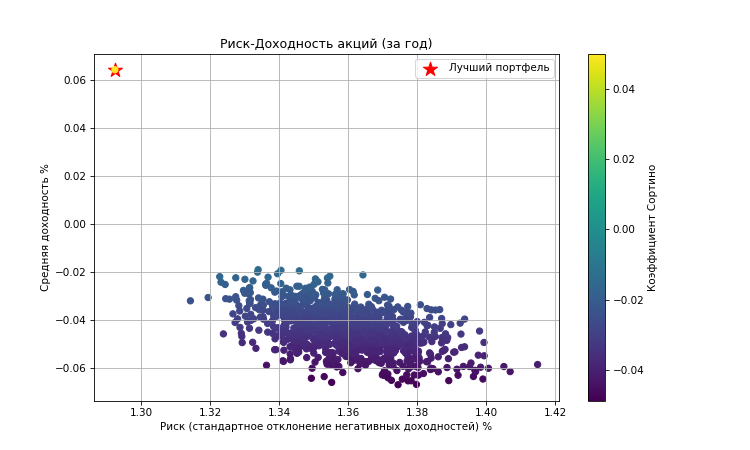 Риск-Доходность акций (за год)
Лучший портфель
Средняя доходность %
0.06
0.04
0.02
0.00
−0.02
−0.04
−0.06
1.30 1.32 1.34 1.36 1.38 1.40 1.42
Риск (стандартное отклонение негативных доходностей) %
0.04
0.02
0.00
−0.02
−0.04
Коэффициент Сортино